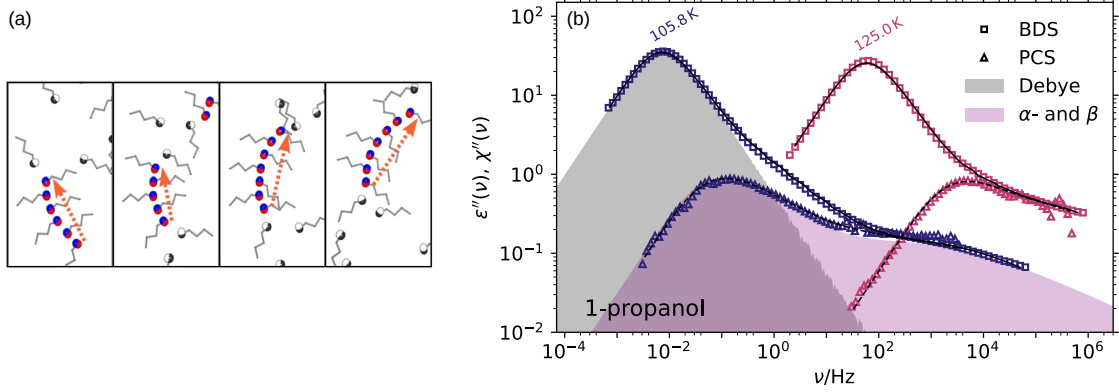 (a)
(b)
10²
10¹
10⁰
10⁻¹
10⁻²
ε′′(ν), χ′′(ν)
105.8 K
125.0 K
BDS
PCS
Debye
α- and β
1-propanol
10⁻⁴
10⁻²
10⁰
10²
10⁴
10⁶
ν/Hz